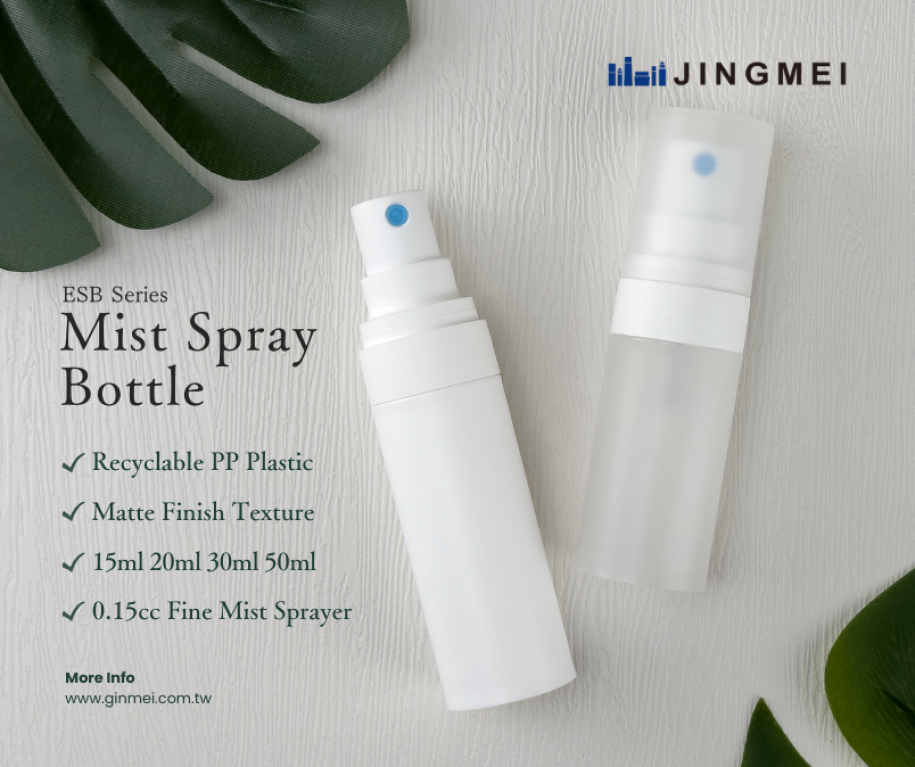 JINGMEI
ESB Series
Mist Spray
Bottle
Recyclable PP Plastic
Matte Finish Texture
15ml 20ml 30ml 50ml
0.15cc Fine Mist Sprayer
More Info
www.ginmei.com.tw